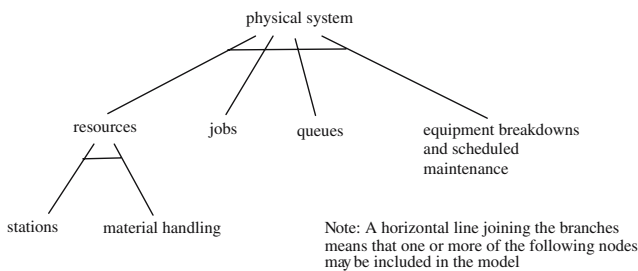 physical system
resources
jobs
queues
equipment breakdowns
and scheduled
maintenance
stations
material handling
Note: A horizontal line joining the branches
means that one or more of the following nodes
may be included in the model